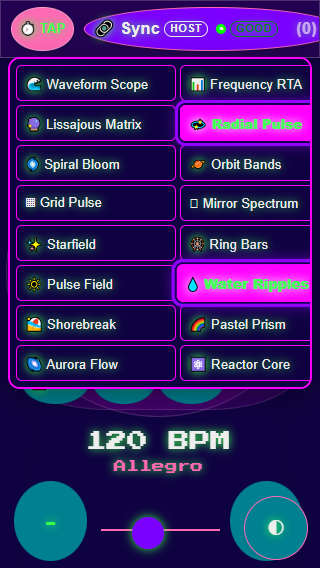 TAP Sync HOST (0)
Waveform Scope Frequency RTA
Lissajous Matrix Radial Pulse
Spiral Bloom Orbit Bands
Grid Pulse Mirror Spectrum
Starfield Ring Bars
Pulse Field Water Ripples
Shorebreak Pastel Prism
Aurora Flow Reactor Core
120 BPM
Allegro
-